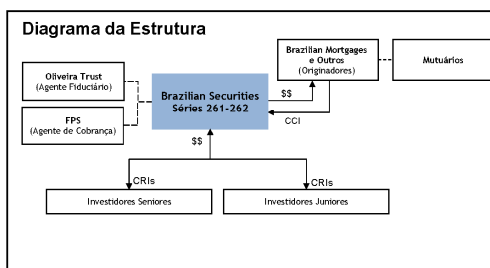 Diagrama da Estrutura
Brazilian Mortgages
e Outros
(Originadores)
Mutuários
Oliveira Trust
(Agente Fiduciário)
Brazilian Securities
Séries 261-262
$$
CCI
FPS
(Agente de Cobrança)
$$
CRIs
CRIs
Investidores Seniores
Investidores Juniores